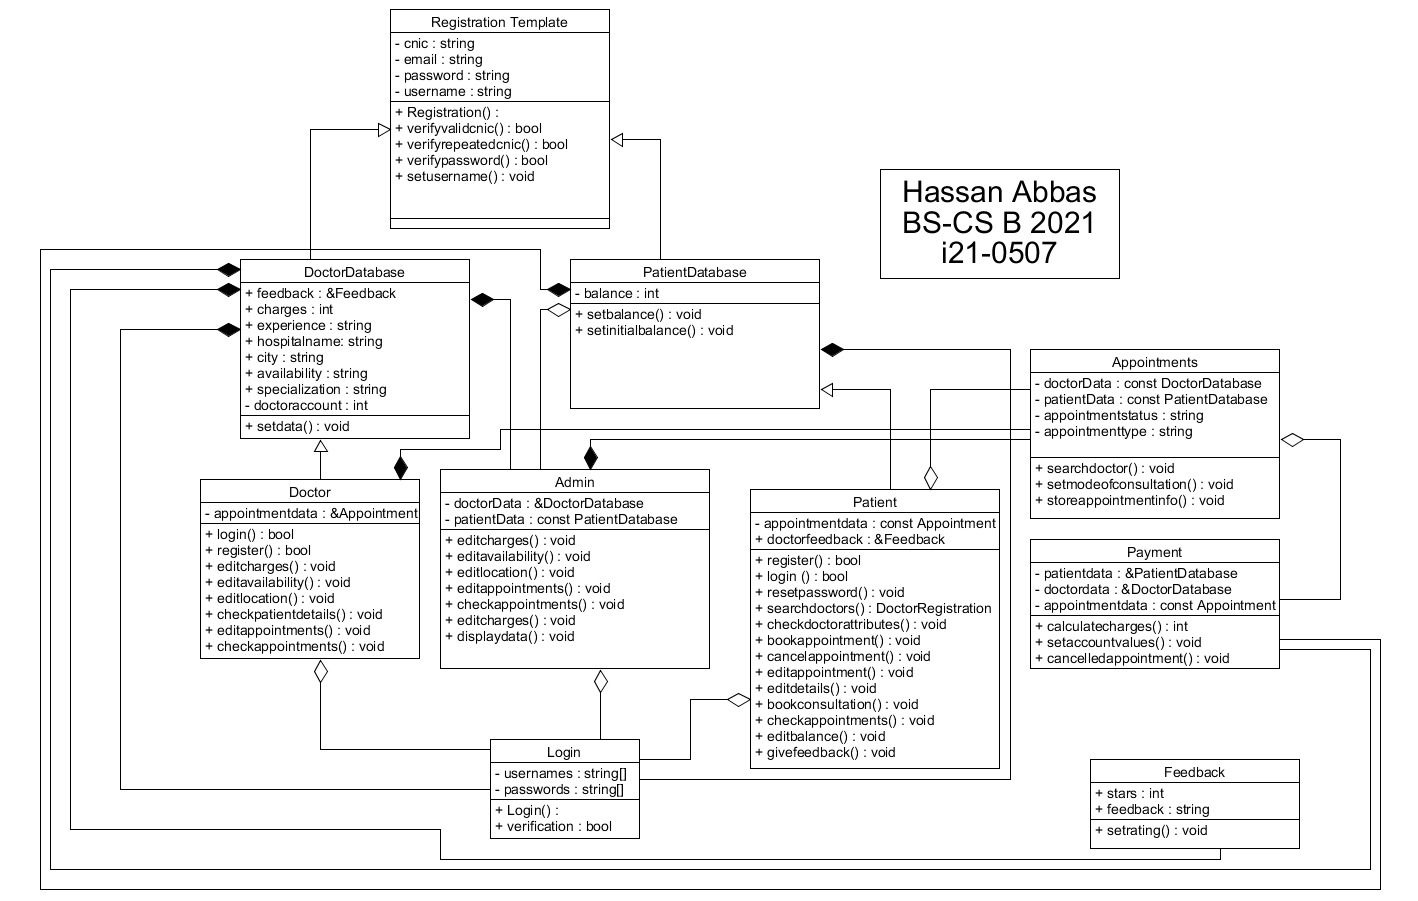 Registration Template
- cnic : string
- email : string
- password : string
- username : string
+ Registration() :
+ verifyvalidcnic() : bool
+ verifyrepeatedcnic() : bool
+ verifypassword() : bool
+ setusername() : void
Hassan Abbas
BS-CS B 2021
i21-0507
DoctorDatabase
+ feedback : &Feedback
+ charges : int
+ experience : string
+ hospitalname: string
+ city : string
+ availability : string
+ specialization : string
- doctoraccount : int
+ setdata() : void
PatientDatabase
- balance : int
+ setbalance() : void
+ setinitialbalance() : void
Appointments
- doctorData : const DoctorDatabase
- patientData : const PatientDatabase
- appointmentstatus : string
- appointmenttype : string
+ searchdoctor() : void
+ setmodeofconsultation() : void
+ storeappointmentinfo() : void
Doctor
- appointmentdata : &Appointment
+ login() : bool
+ register() : bool
+ editcharges() : void
+ editavailability() : void
+ editlocation() : void
+ checkpatientdetails() : void
+ editappointments() : void
+ checkappointments() : void
Admin
- doctorData : &DoctorDatabase
- patientData : const PatientDatabase
+ editcharges() : void
+ editavailability() : void
+ editlocation() : void
+ editappointments() : void
+ checkappointments() : void
+ editcharges() : void
+ displaydata() : void
Patient
- appointmentdata : const Appointment
+ doctorfeedback : &Feedback
+ register() : bool
+ login () : bool
+ resetpassword() : void
+ searchdoctors() : DoctorRegistration
+ checkdoctorattributes() : void
+ bookappointment() : void
+ cancelappointment() : void
+ editappointment() : void
+ editdetails() : void
+ bookconsultation() : void
+ checkappointments() : void
+ editbalance() : void
+ givefeedback() : void
Payment
- patientdata : &PatientDatabase
- doctordata : &DoctorDatabase
- appointmentdata : const Appointment
+ calculatecharges() : int
+ setaccountvalues() : void
+ cancelledappointment() : void
Login
- usernames : string[]
- passwords : string[]
+ Login() :
+ verification : bool
Feedback
+ stars : int
+ feedback : string
+ setrating() : void